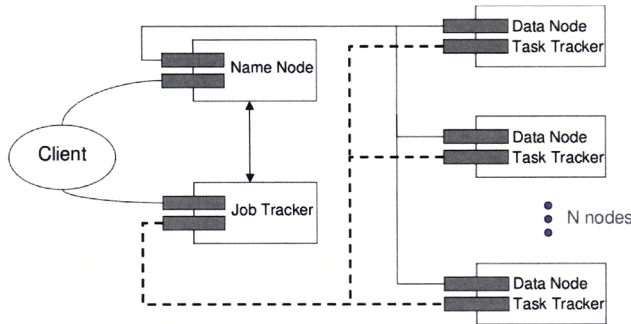 Data Node
Task Tracker
Name Node
Data Node
Task Tracker
Client
Job Tracker
N nodes
Data Node
Task Tracker